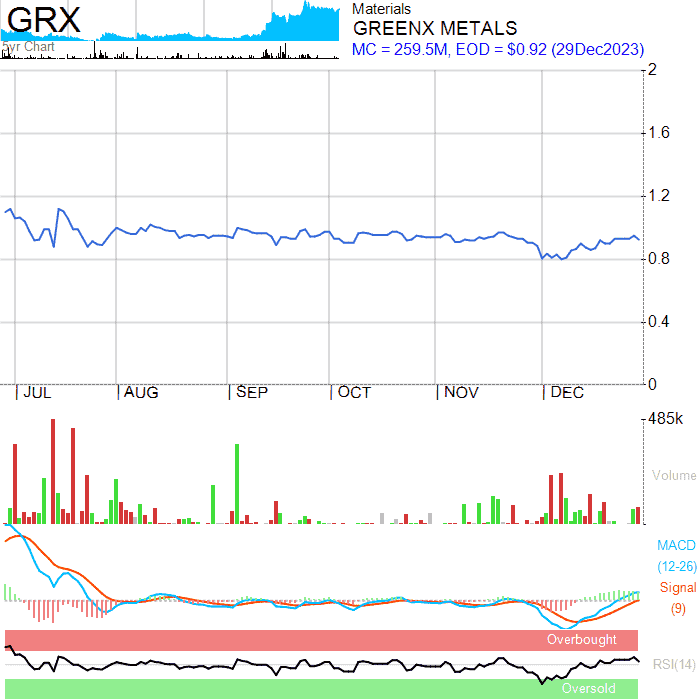 GRX
5yr Chart
Materials
GREENX METALS
MC = 259.5M, EOD = $0.92 (29Dec2023)
2
1.6
1.2
0.8
0.4
0
| JUL | AUG | SEP | OCT | NOV | DEC
485k
Volume
MACD
(12-26)
Signal
(9)
Overbought
RSI(14)
Oversold